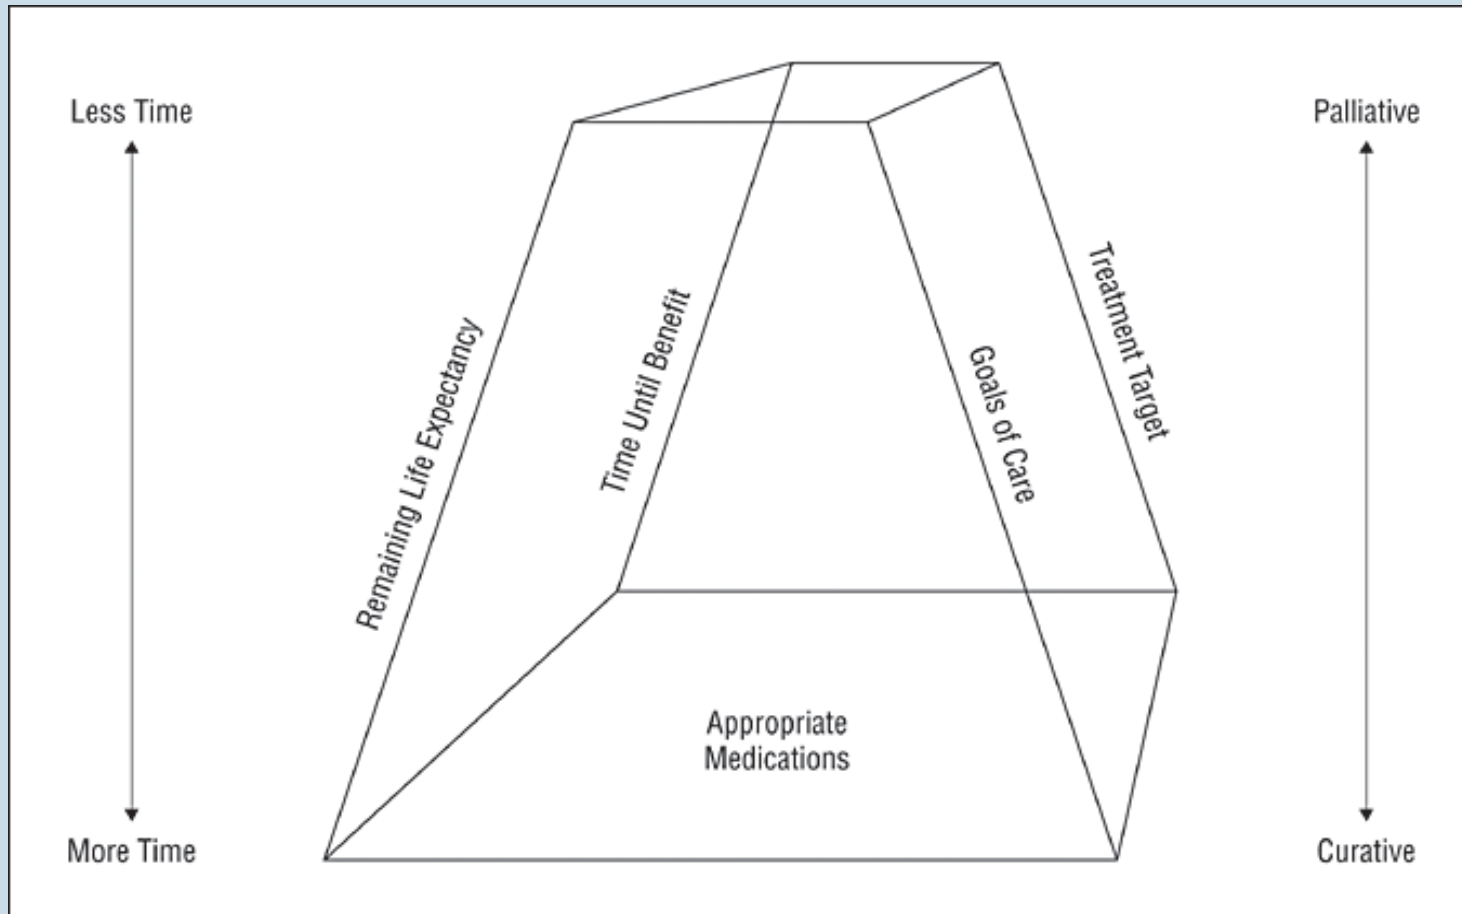 Less Time
Palliative
Remaining Life Expectancy
Time Until Benefit
Goals of Care
Treatment Target
Appropriate
Medications
More Time
Curative